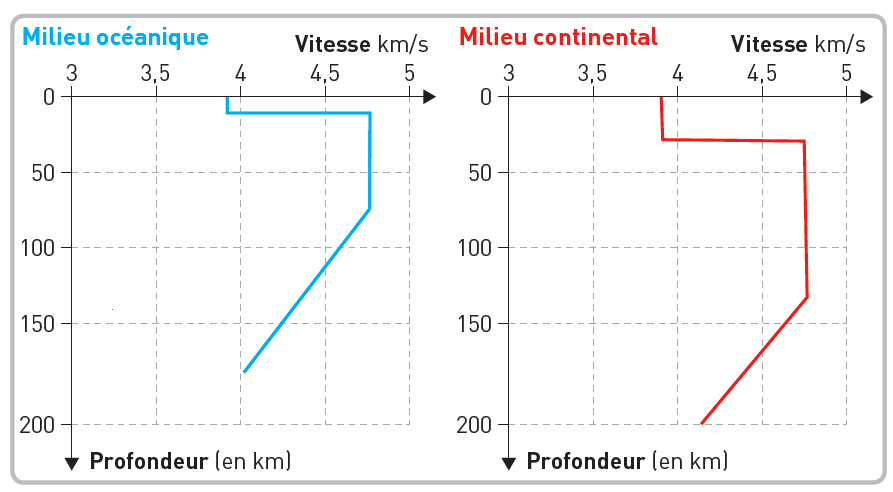 Milieu océanique
Vitesse km/s
3 3,5 4 4,5 5
0
50
100
150
200
Profondeur (en km)
Milieu continental
Vitesse km/s
3 3,5 4 4,5 5
0
50
100
150
200
Profondeur (en km)